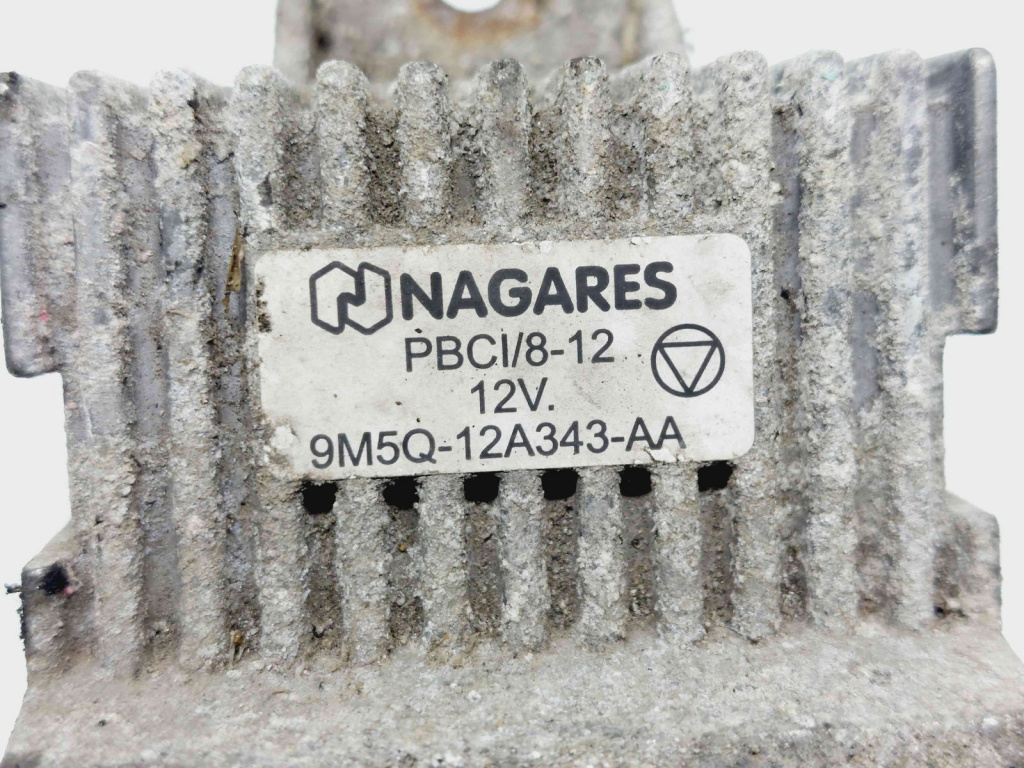 NAGARES
PBCI/8-12
12V.
9M5Q-12A343-AA